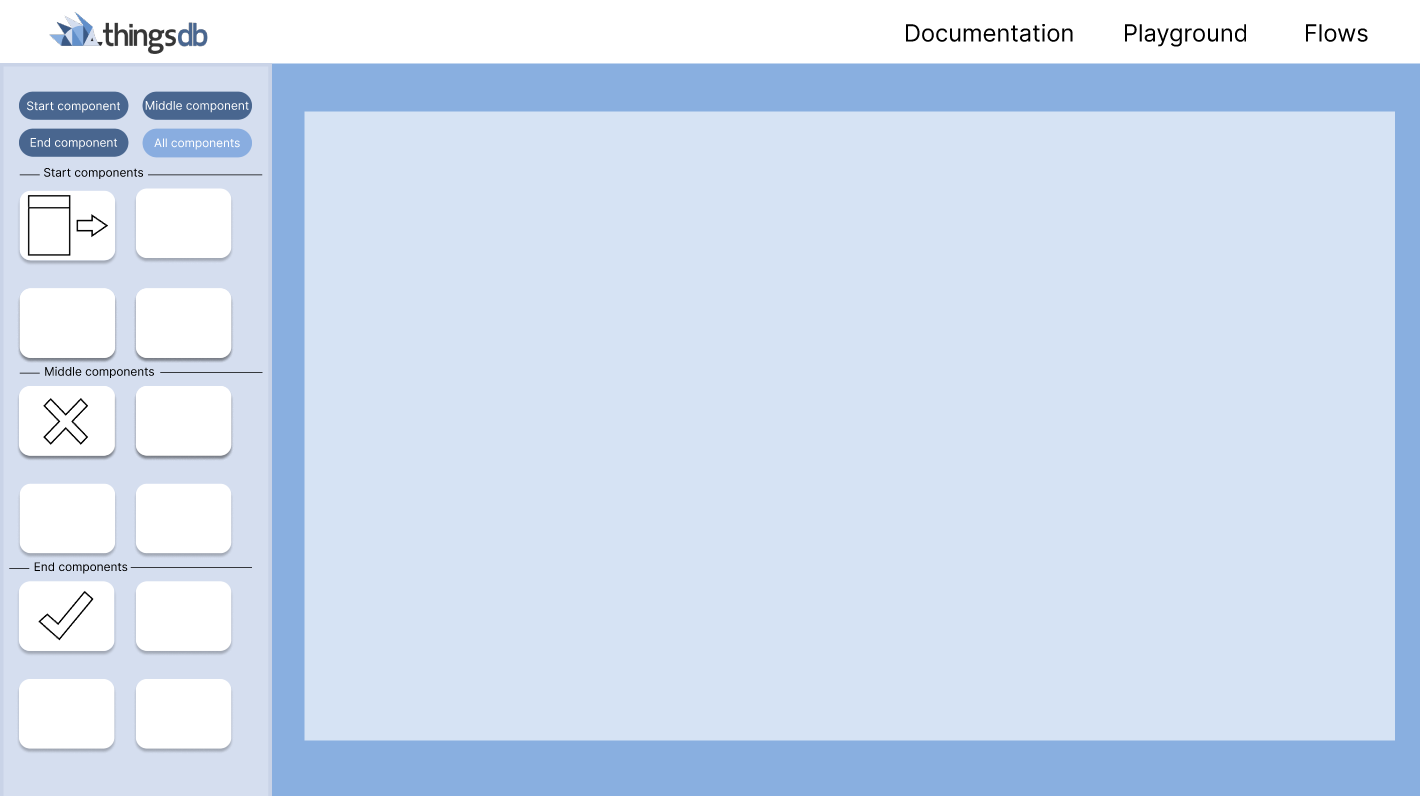 .thingsdb
Documentation
Playground
Flows
Start component
Middle component
End component
All components
Start components
Middle components
End components